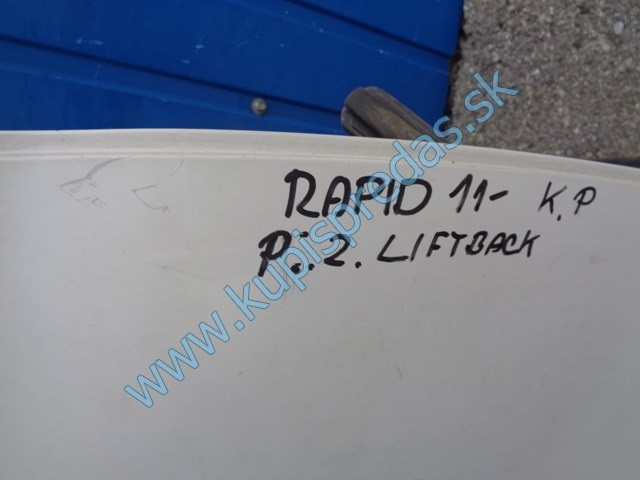 RAPID 11- K.P
P.Z. LIFTBACK
www.kupispredas.sk